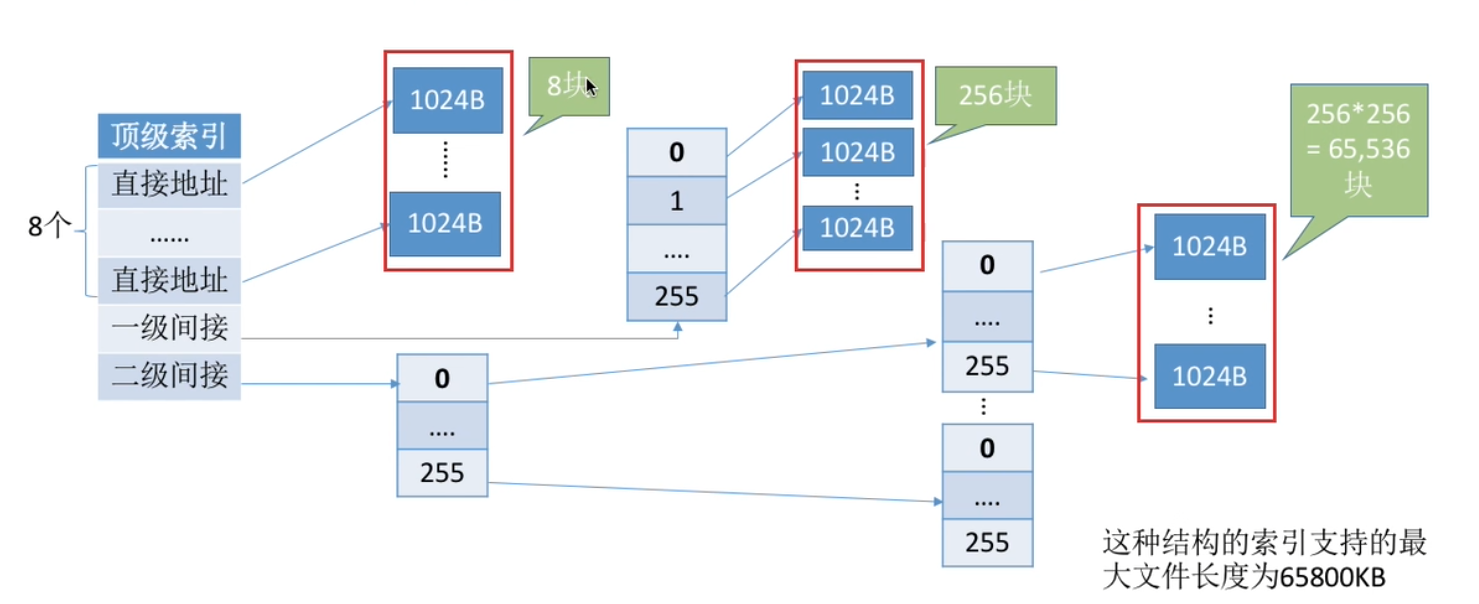 顶级索引
8个
直接地址
......
直接地址
一级间接
二级间接
1024B
1024B
8块
0
1
....
255
1024B
1024B
1024B
256块
0
....
255
0
....
255
0
....
255
1024B
1024B
256*256
= 65,536
块
这种结构的索引支持的最
大文件长度为65800KB